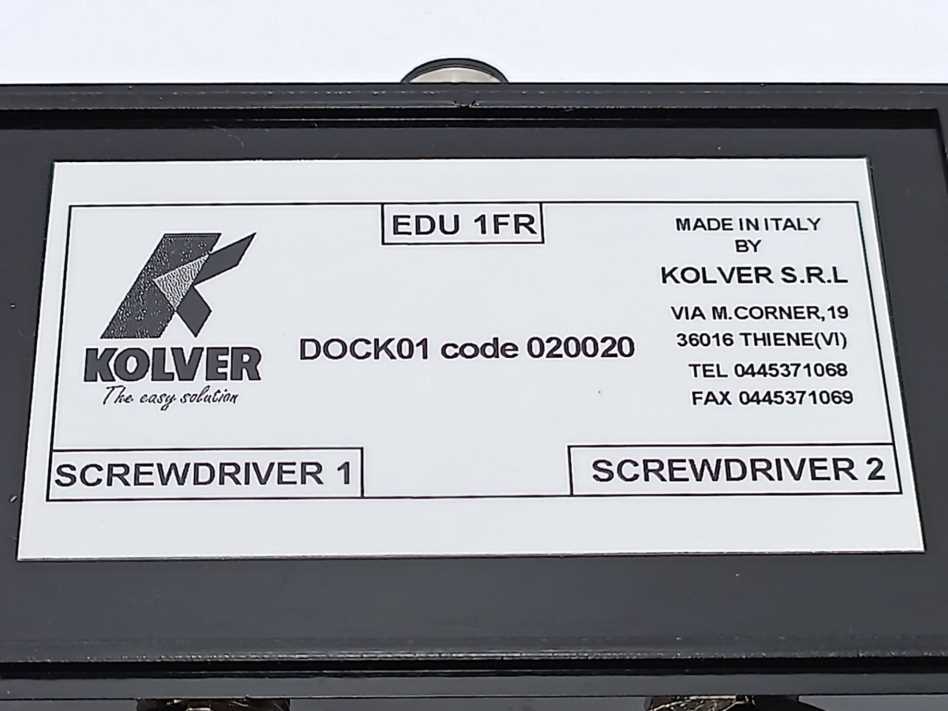 EDU 1FR
MADE IN ITALY
BY
KOLVER S.R.L
VIA M.CORNER,19
36016 THIENE(VI)
TEL 0445371068
FAX 0445371069
KOLVER
The easy solution
DOCK01 code 020020
SCREWDRIVER 1
SCREWDRIVER 2